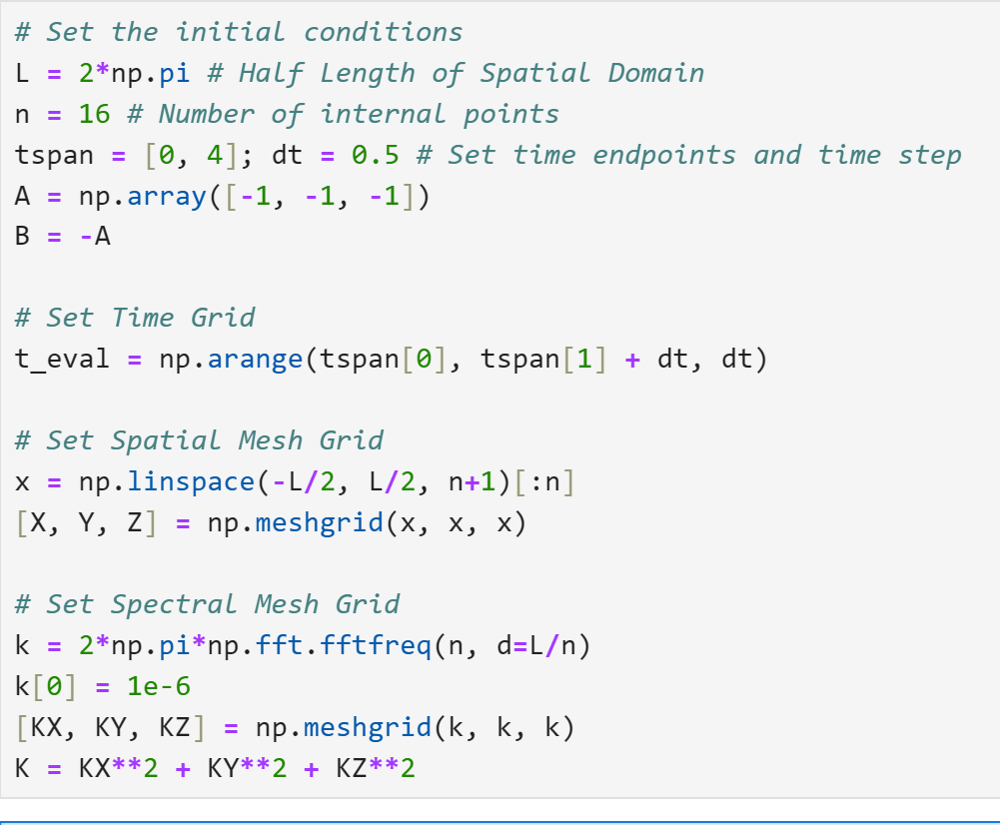 # Set the initial conditions
L = 2*np.pi # Half Length of Spatial Domain
n = 16 # Number of internal points
tspan = [0, 4]; dt = 0.5 # Set time endpoints and time step
A = np.array([-1, -1, -1])
B = -A
# Set Time Grid
t_eval = np.arange(tspan[0], tspan[1] + dt, dt)
# Set Spatial Mesh Grid
x = np.linspace(-L/2, L/2, n+1)[:n]
[X, Y, Z] = np.meshgrid(x, x, x)
# Set Spectral Mesh Grid
k = 2*np.pi*np.fft.fftfreq(n, d=L/n)
k[0] = 1e-6
[KX, KY, KZ] = np.meshgrid(k, k, k)
K = KX**2 + KY**2 + KZ**2